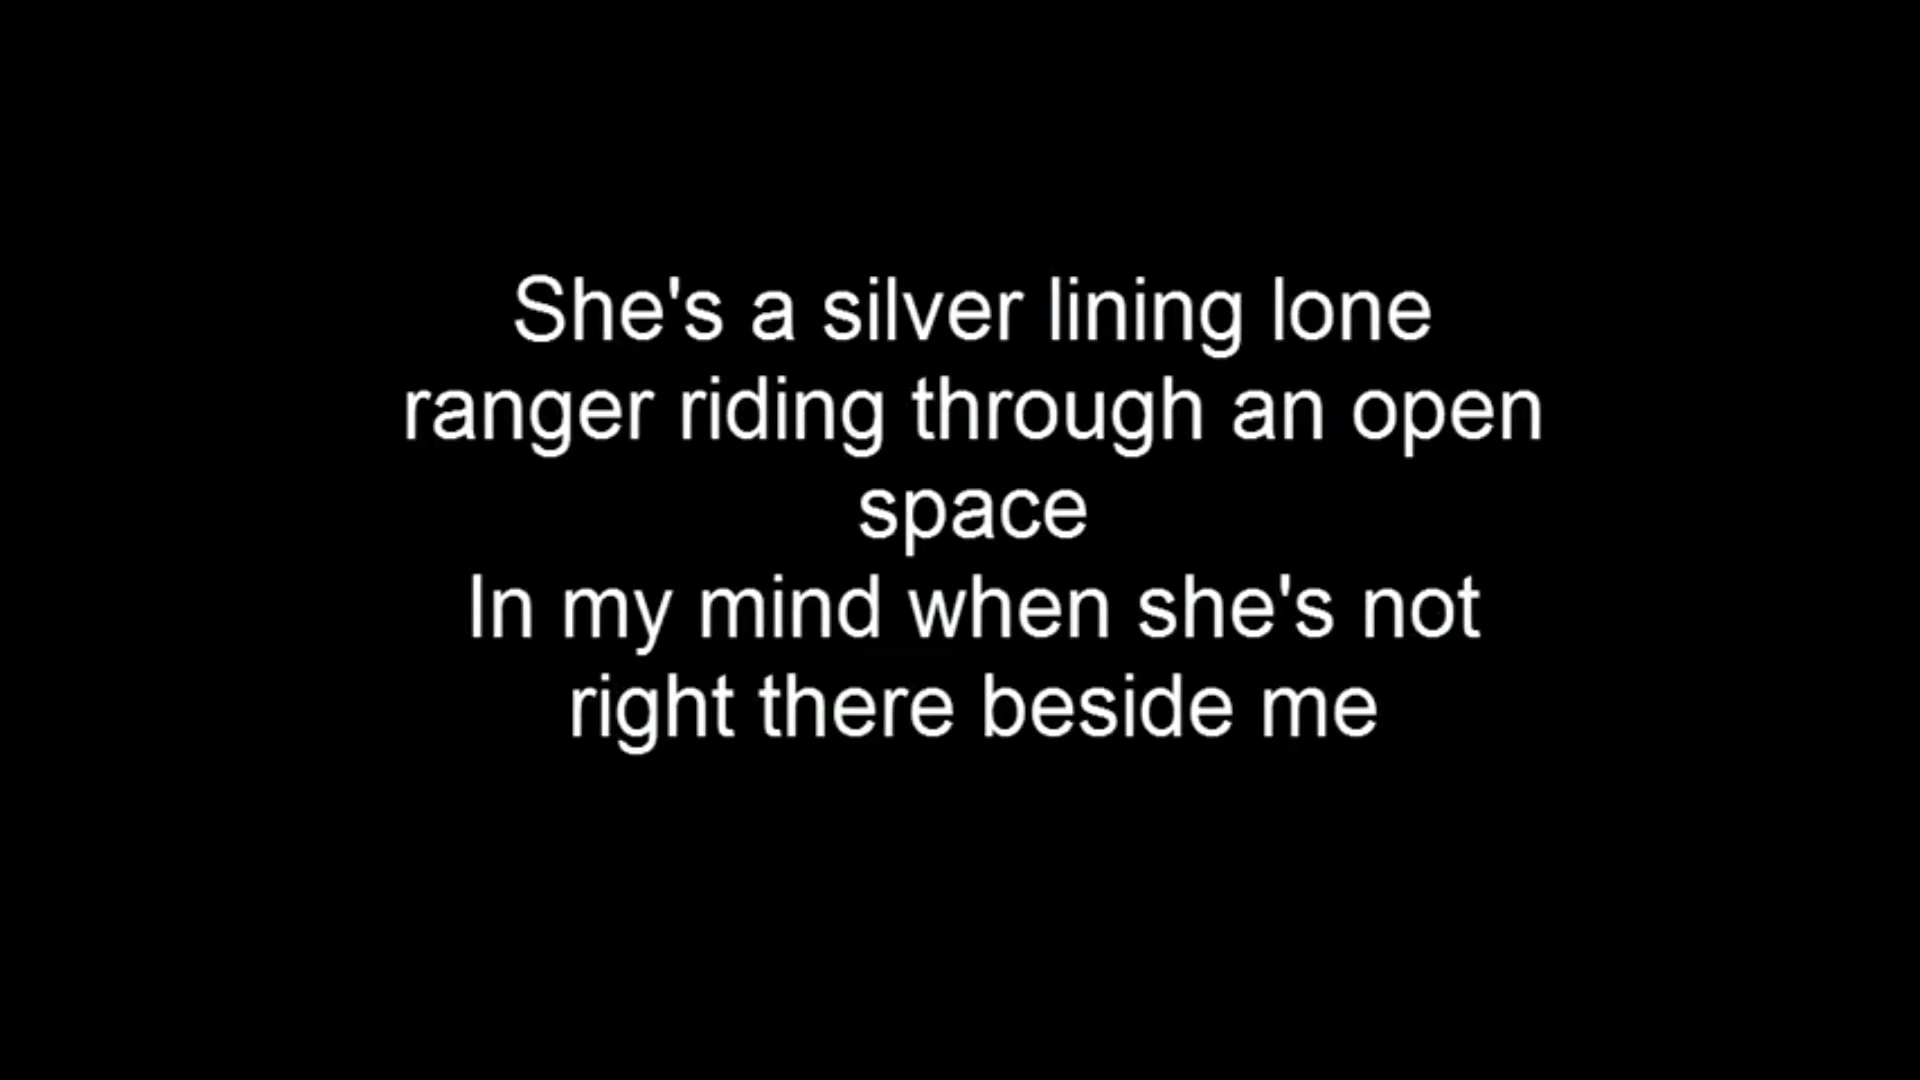 She's a silver lining lone
ranger riding through an open
space
In my mind when she's not
right there beside me